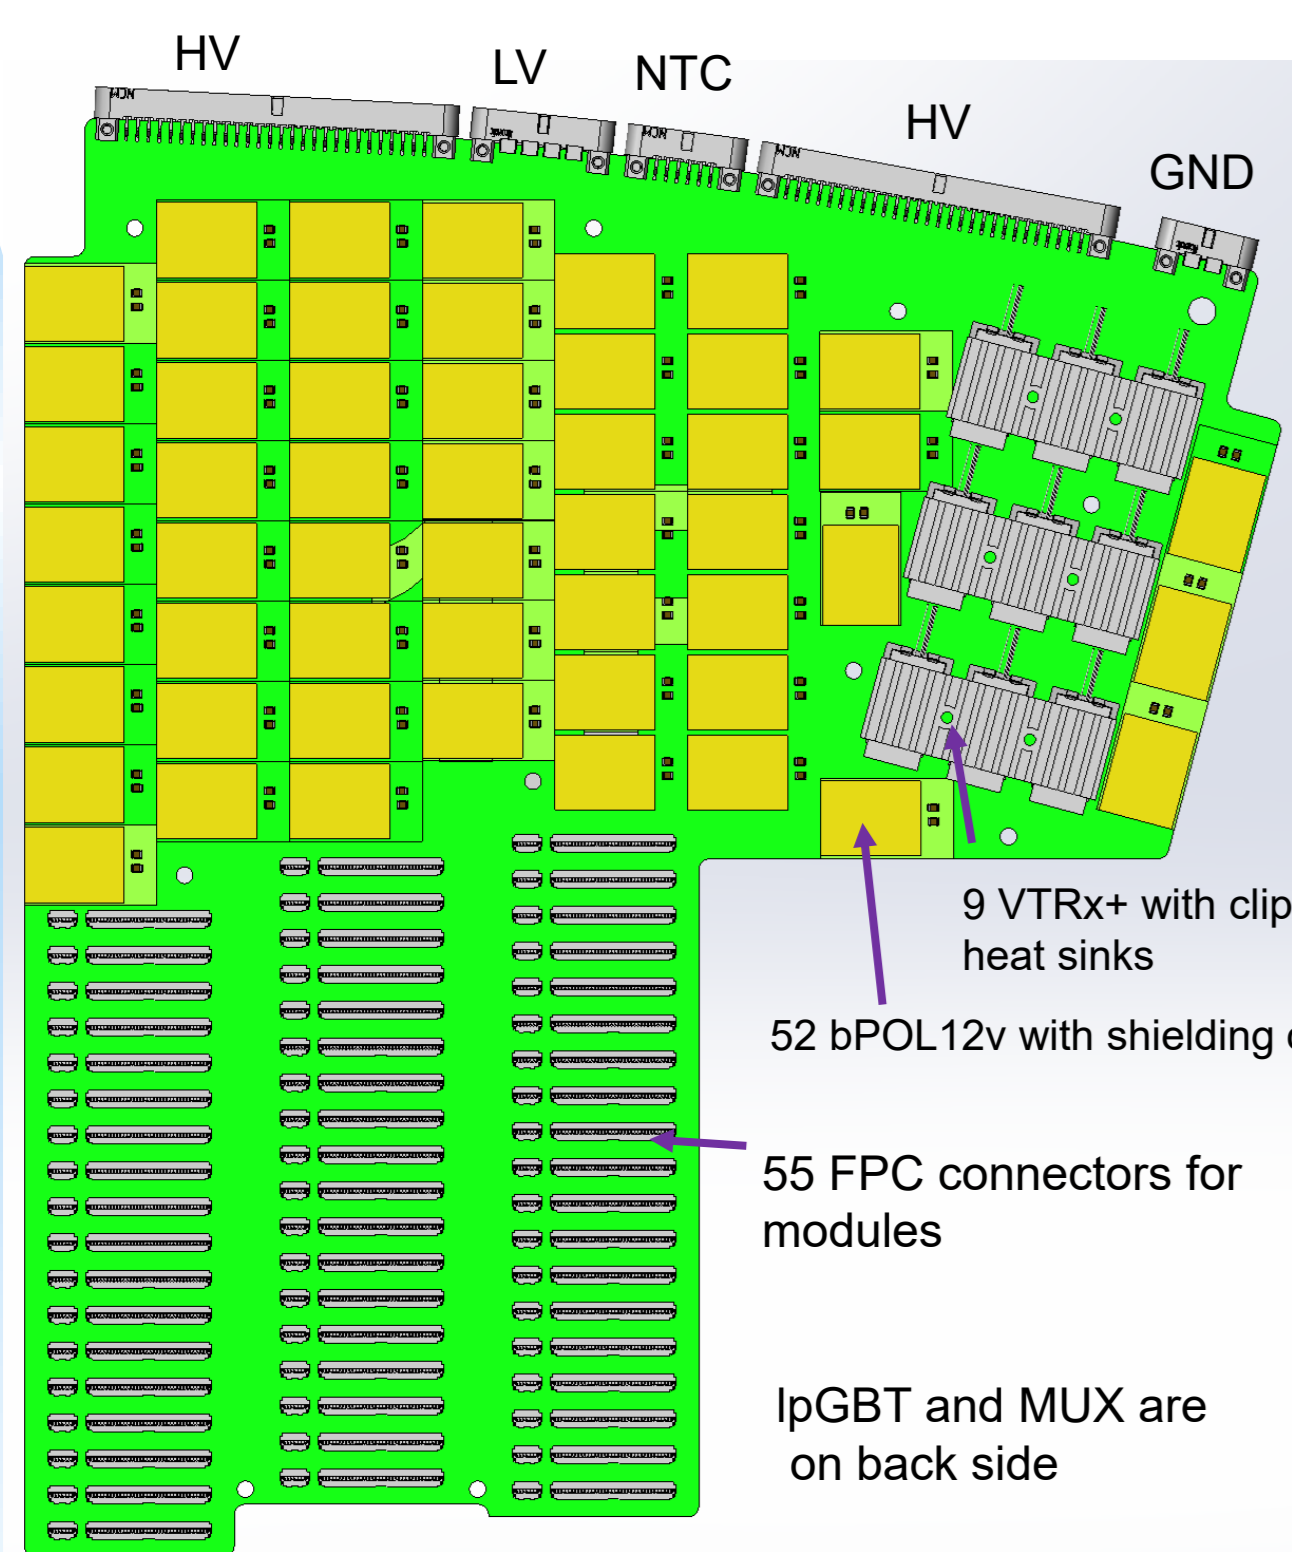 HV
LV
NTC
HV
GND
9 VTRx+ with clip
heat sinks
52 bPOL12v with shielding
55 FPC connectors for
modules
lpGBT and MUX are
on back side